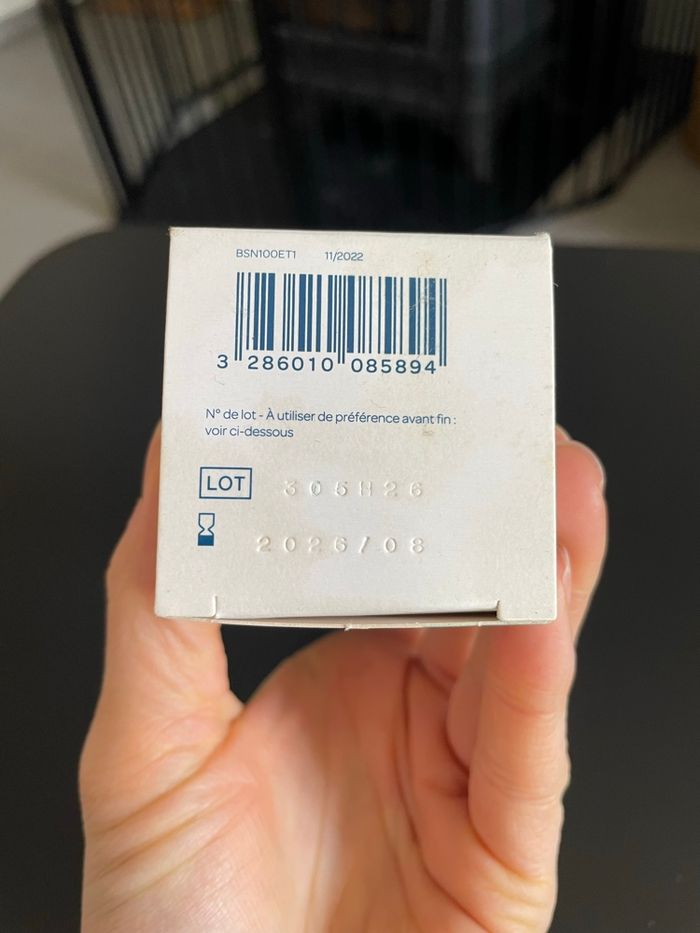 BSN100ET1 11/2022
3 286010 085894
N° de lot - À utiliser de préférence avant fin :
voir ci-dessous
LOT 305H26
2026/08